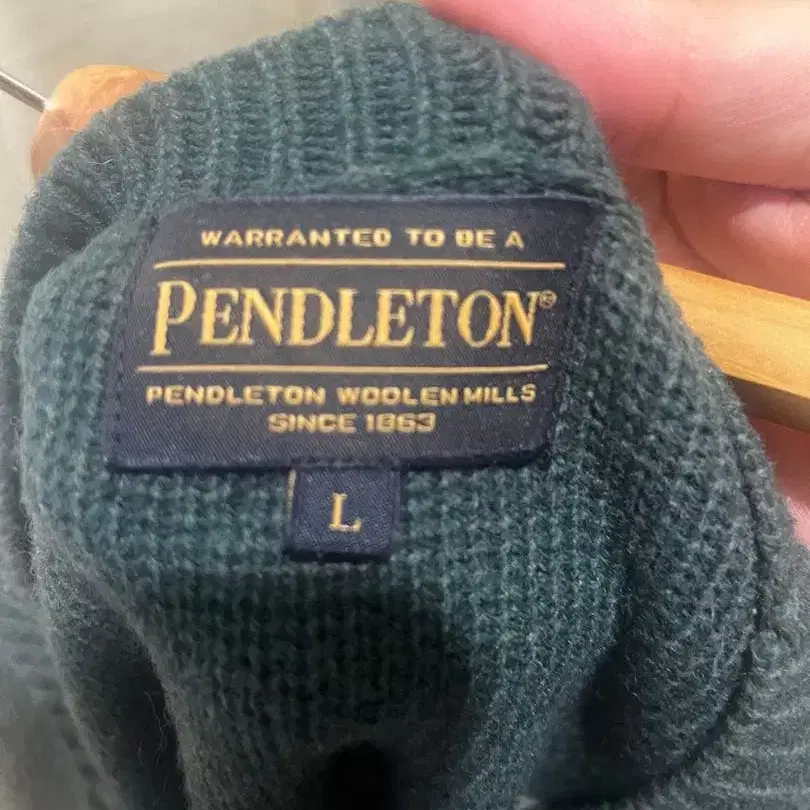 WARRANTED TO BE A
PENDLETON®
PENDLETON WOOLEN MILLS
SINCE 1863
L